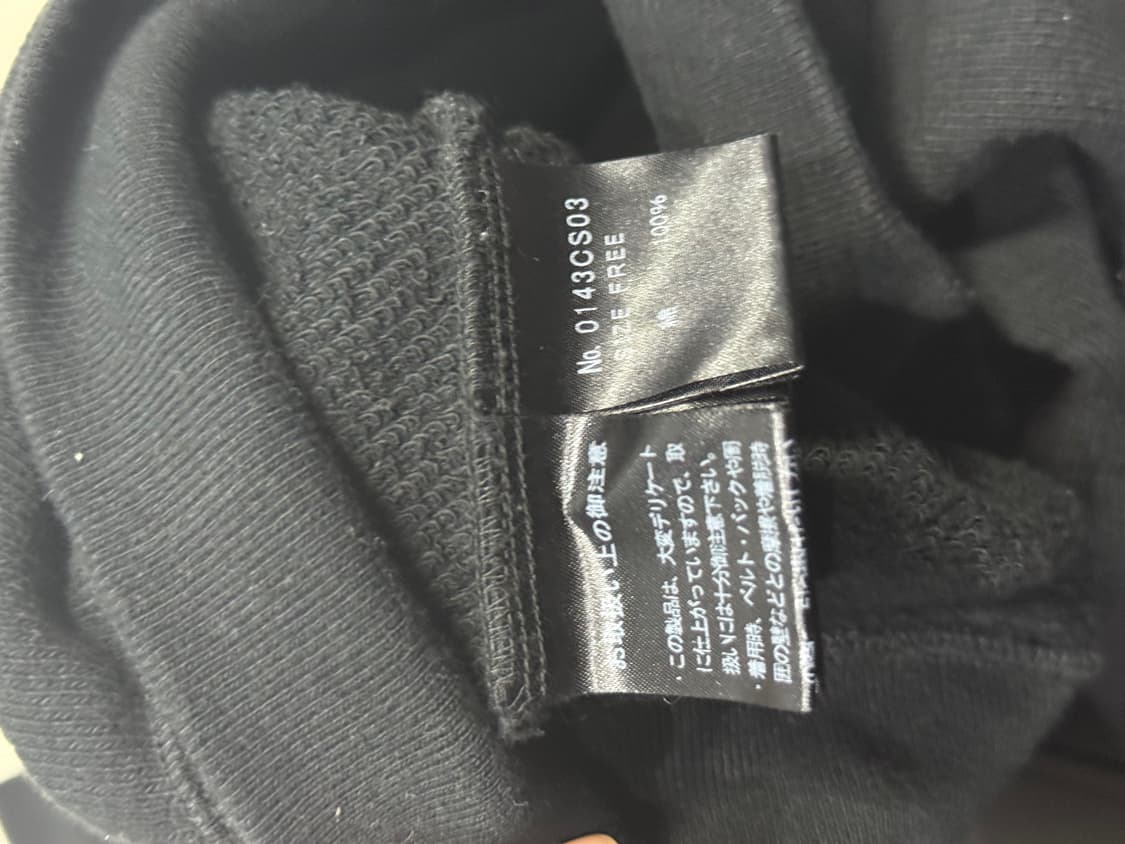 No. 0143CS03
SIZE FREE
綿 100%
お取扱い上の御注意
・この製品は、大変デリケート
に仕上がっていますので、取
扱いには十分御注意下さい。
・着用時、ベルト・バックや周
囲の壁などとの摩擦や着脱時